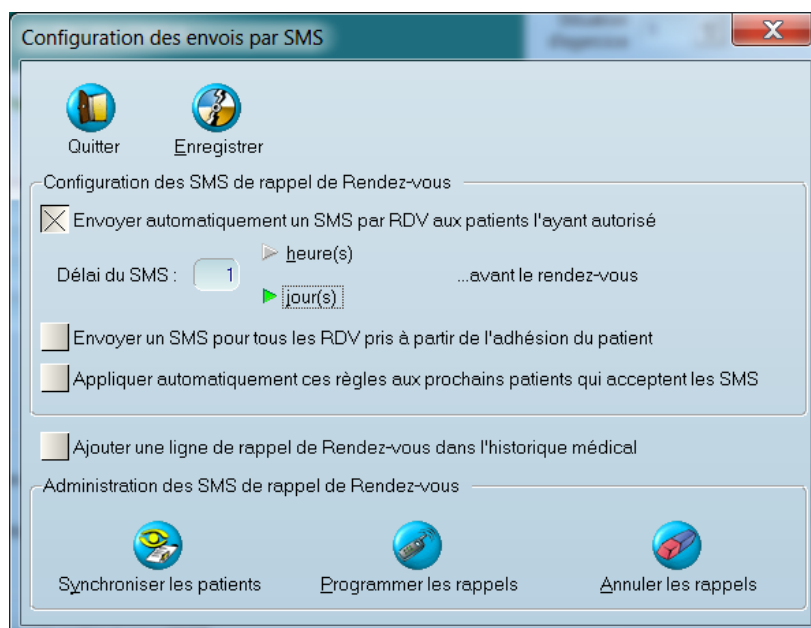 Configuration des envois par SMS
Situation
d'agenda
Quitter
Enregistrer
Configuration des SMS de rappel de Rendez-vous
Envoyer automatiquement un SMS par RDV aux patients l'ayant autorisé
heure(s)
Délai du SMS : 1 ...avant le rendez-vous
jour(s)
Envoyer un SMS pour tous les RDV pris à partir de l'adhésion du patient
Appliquer automatiquement ces règles aux prochains patients qui acceptent les SMS
Ajouter une ligne de rappel de Rendez-vous dans l'historique médical
Administration des SMS de rappel de Rendez-vous
Synchroniser les patients Programmer les rappels Annuler les rappels